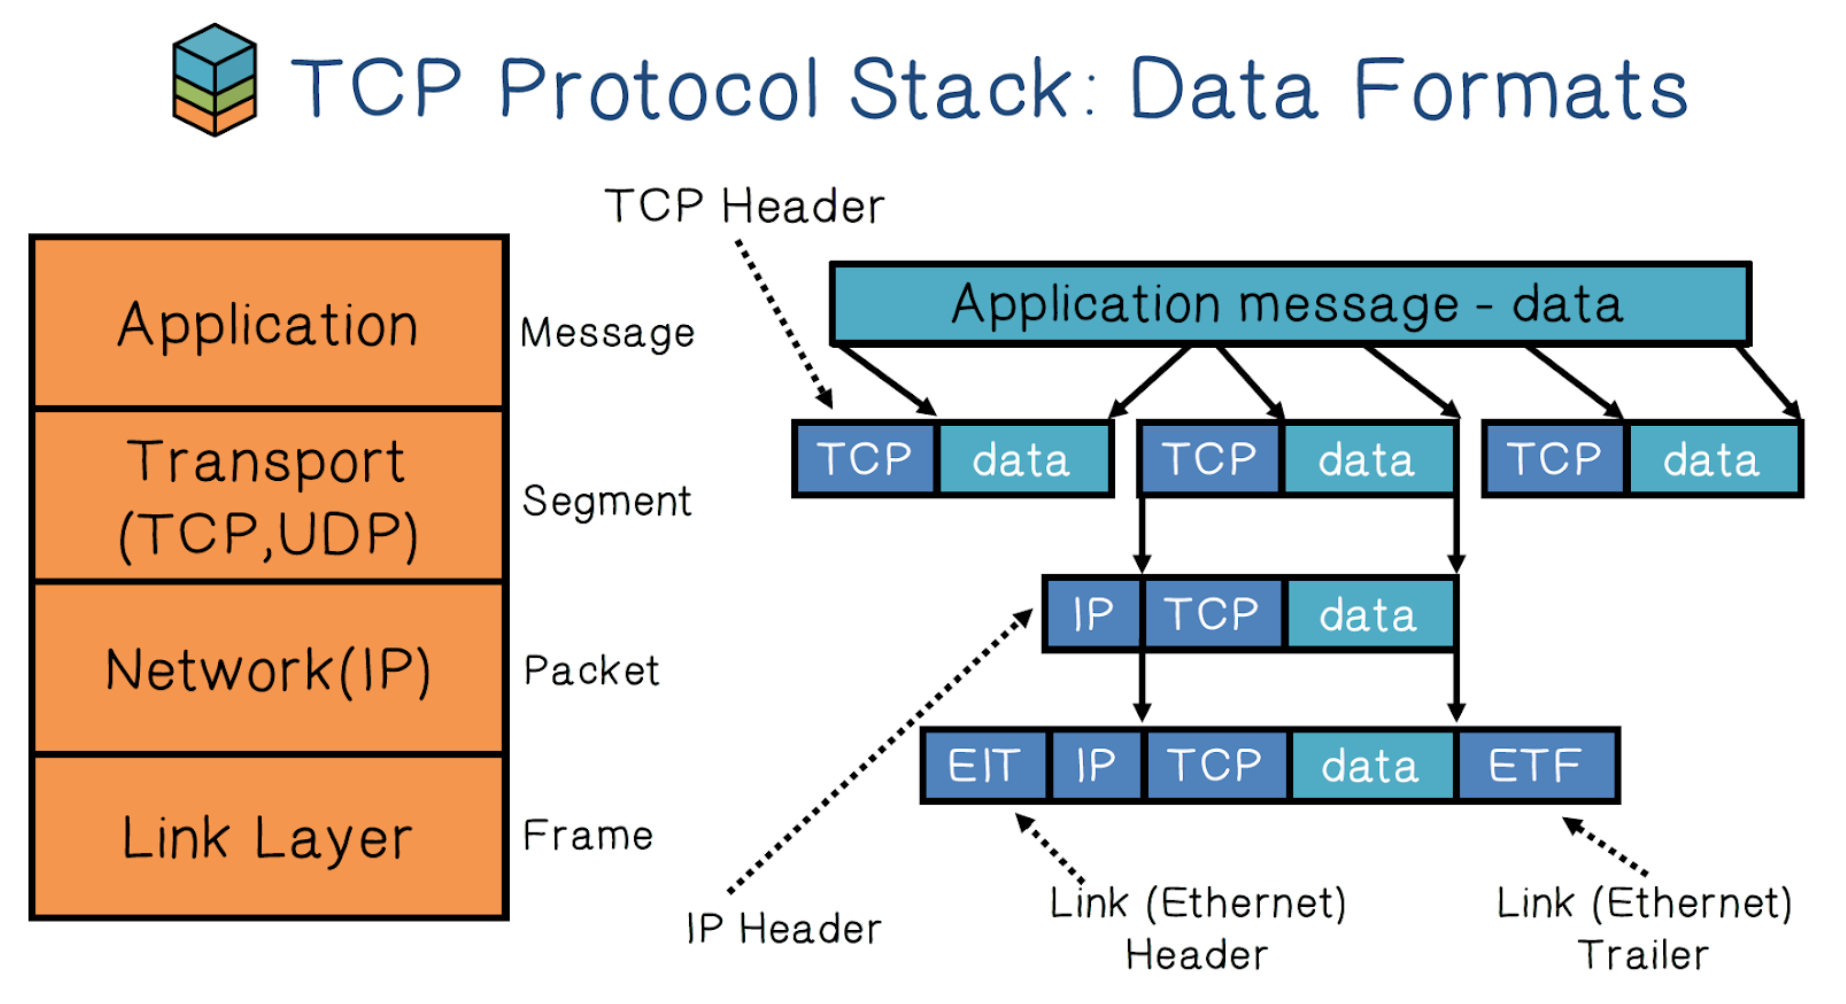 TCP Protocol Stack: Data Formats
TCP Header
Application message - data
Application
Message
TCP data TCP data TCP data
Transport
(TCP,UDP)
Segment
IP TCP data
Network(IP)
Packet
EIT IP TCP data ETF
Link Layer
Frame
IP Header
Link (Ethernet)
Header
Link (Ethernet)
Trailer